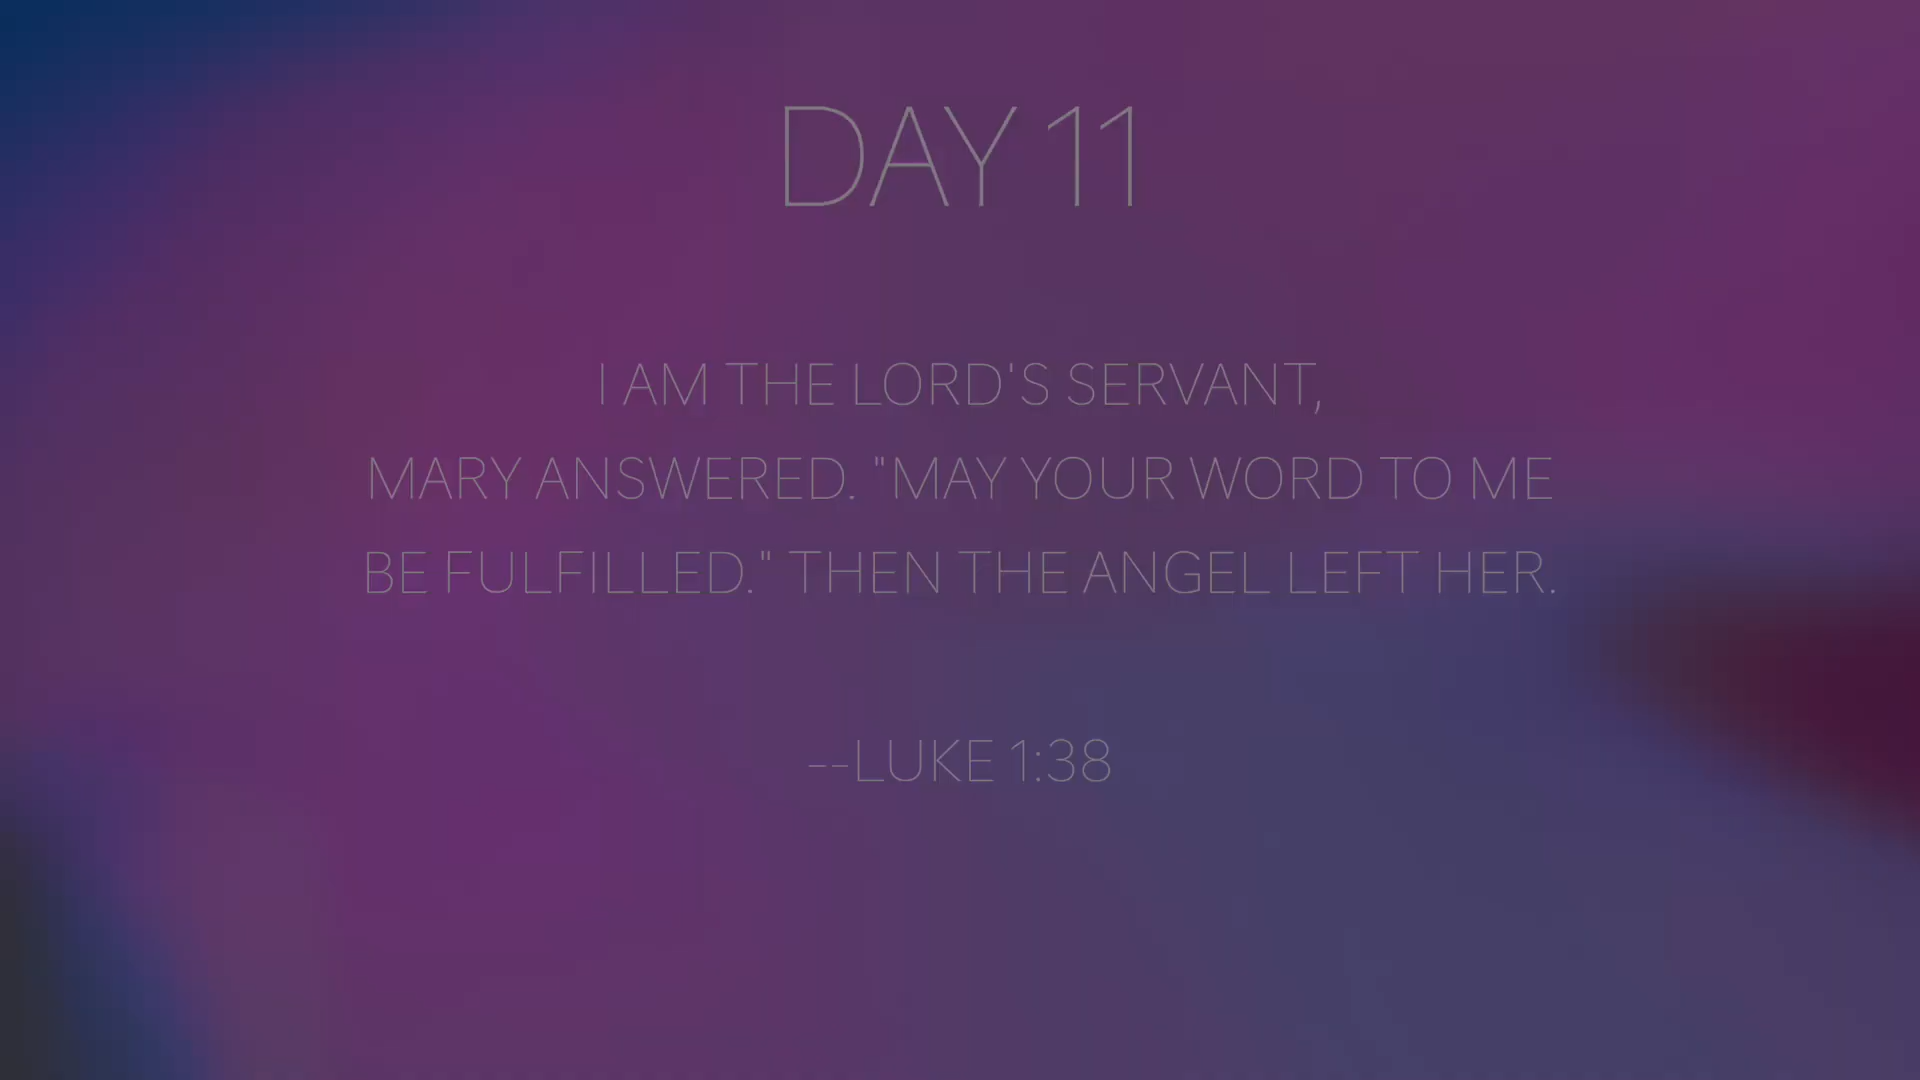 DAY 11
I AM THE LORD'S SERVANT,
MARY ANSWERED. "MAY YOUR WORD TO ME
BE FULFILLED." THEN THE ANGEL LEFT HER.
--LUKE 1:38